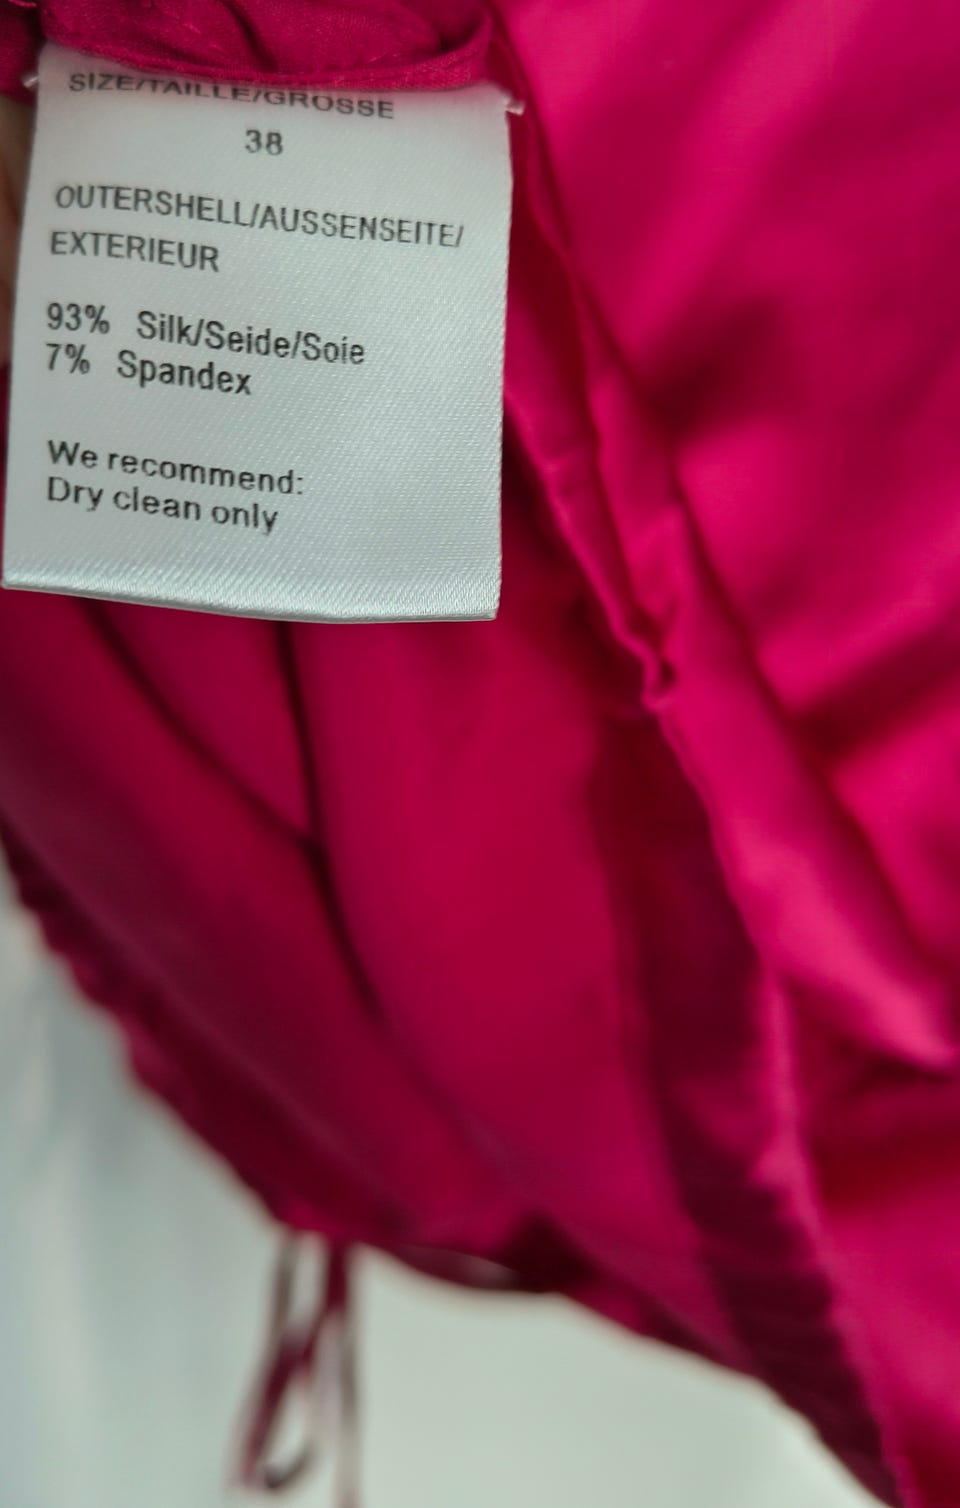 SIZE/TAILLE/GROSSE
38
OUTERSHELL/AUSSENSEITE/
EXTERIEUR
93% Silk/Seide/Soie
7% Spandex
We recommend:
Dry clean only